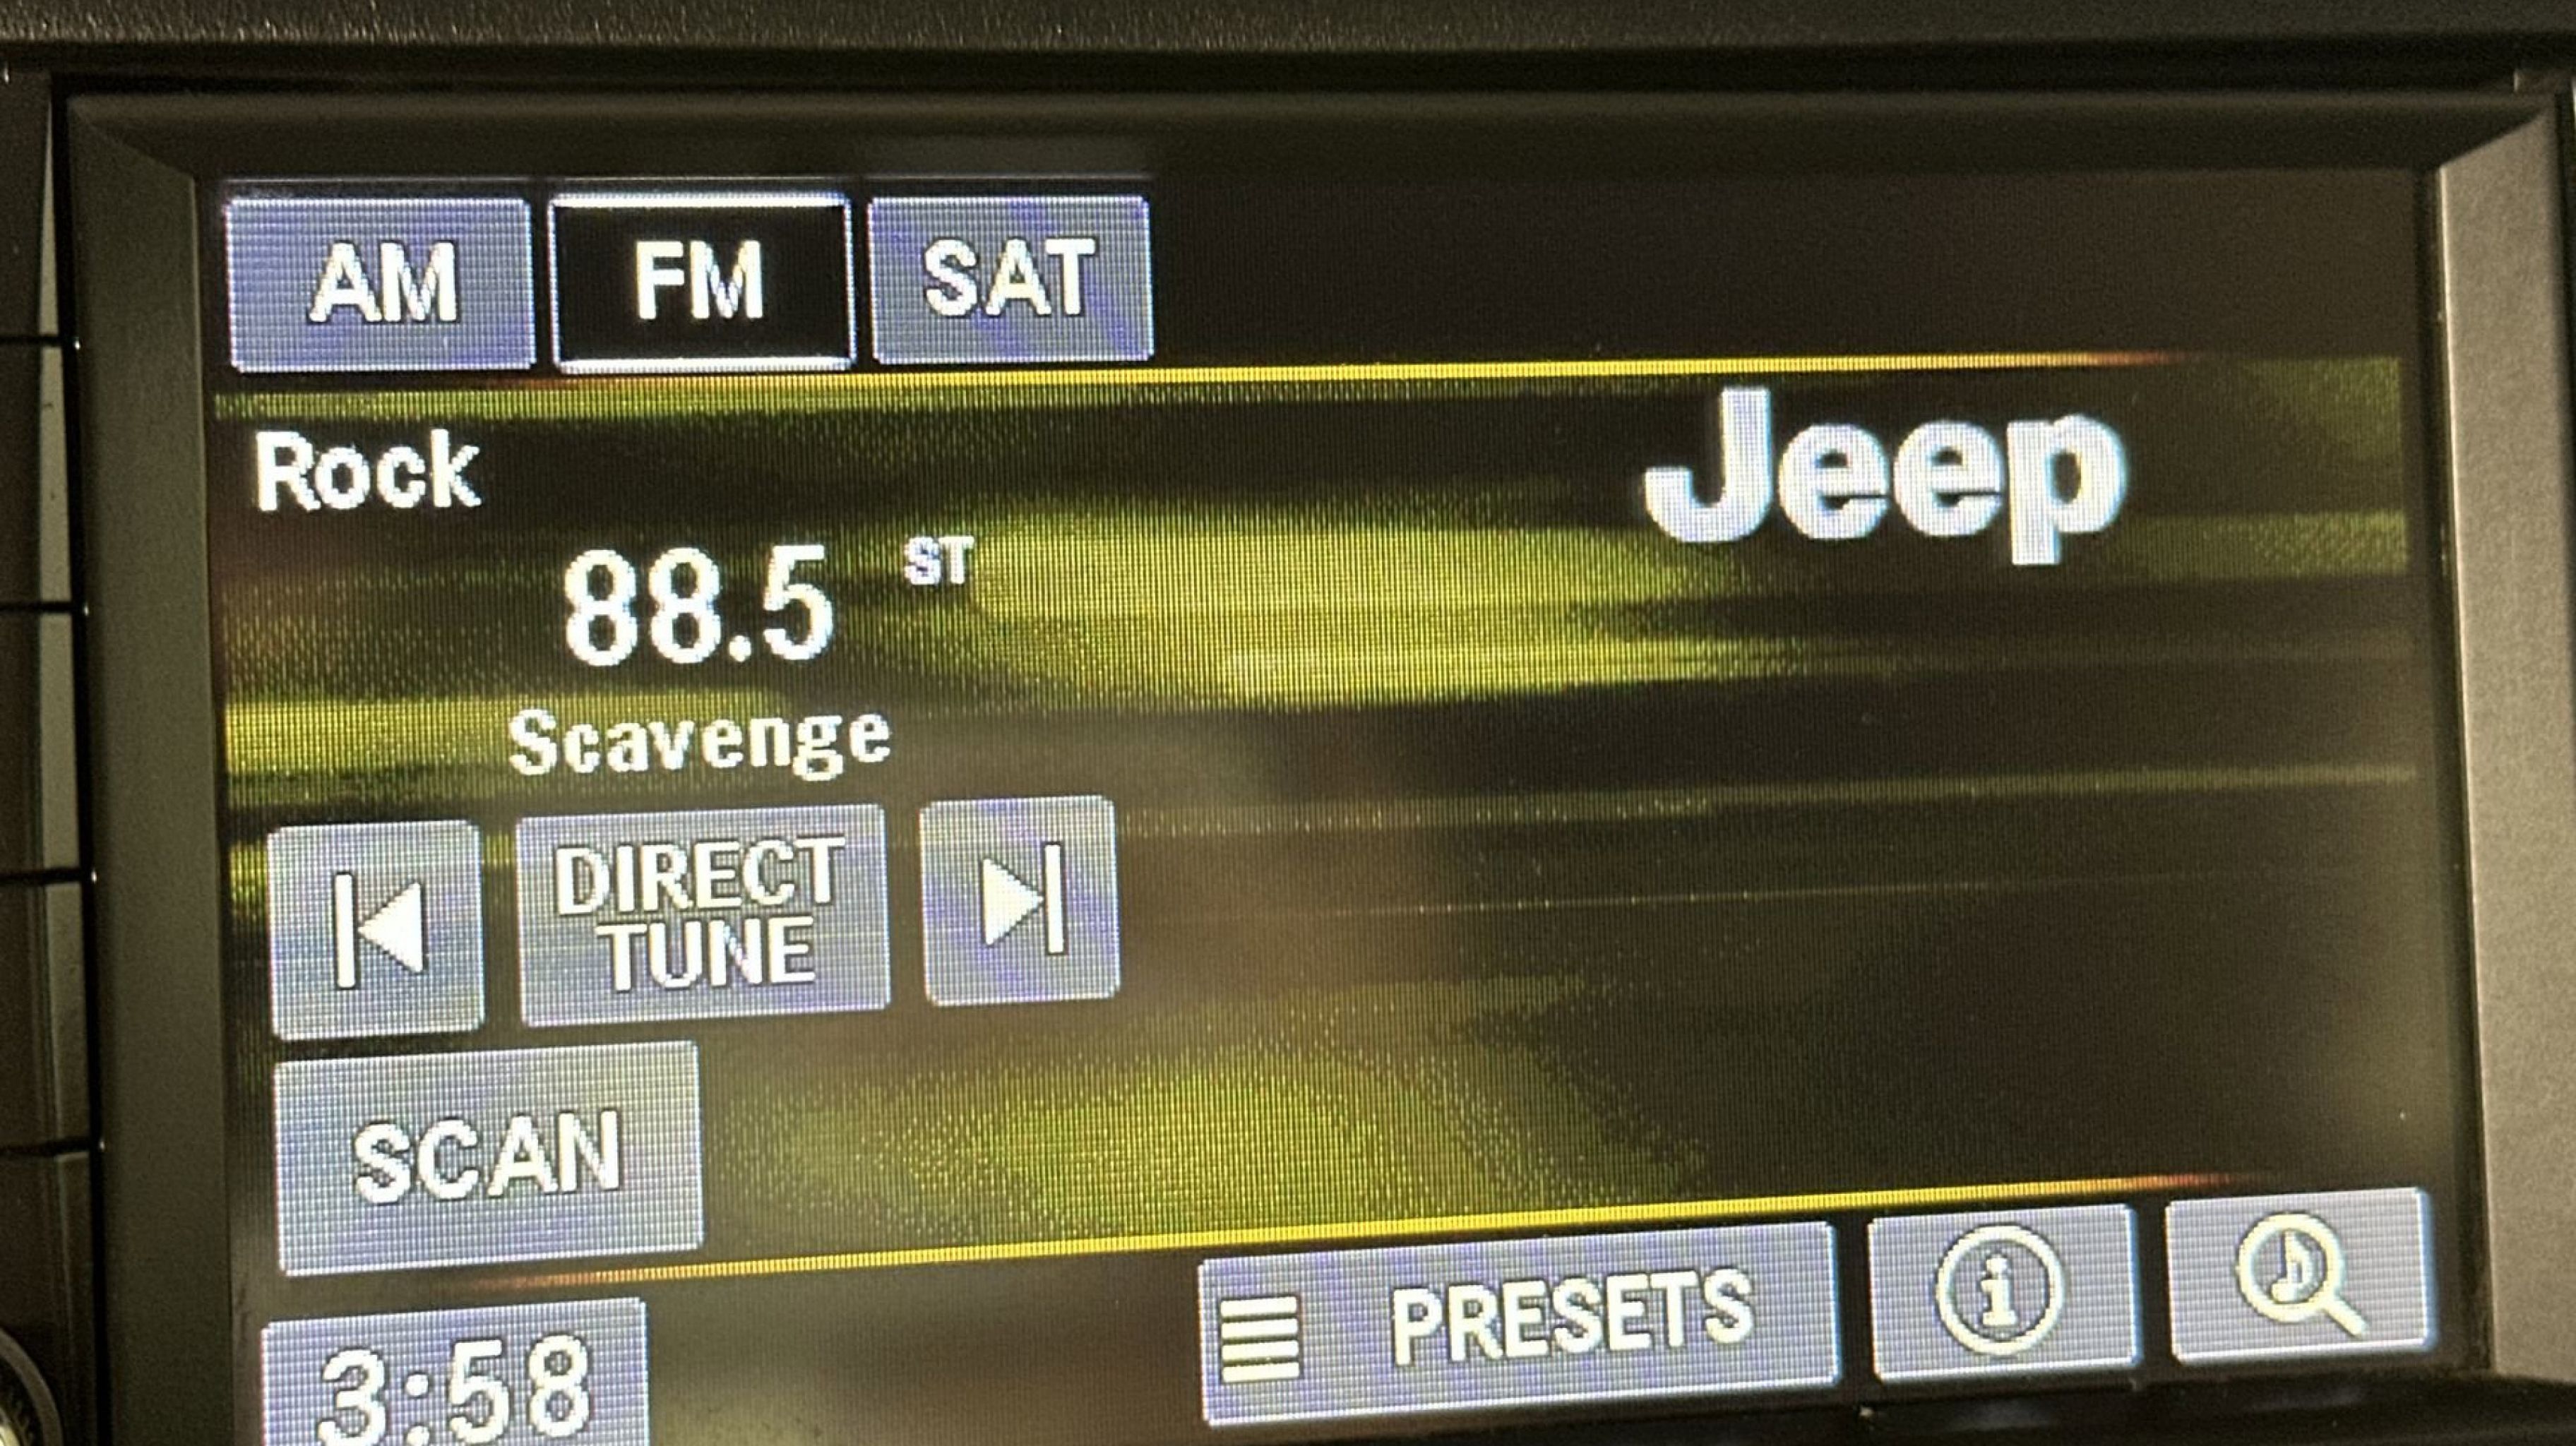 AM FM SAT
Rock
Jeep
88.5 ST
Scavenge
DIRECT
TUNE
SCAN
PRESETS
3:58